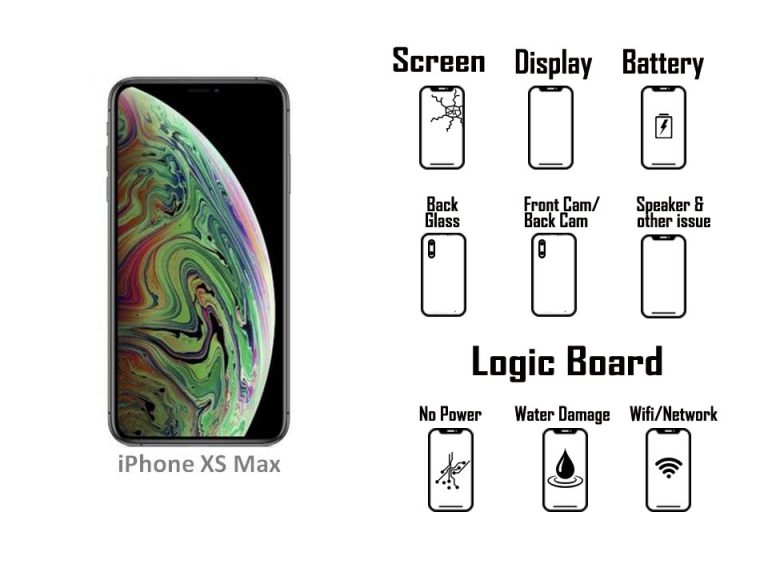 Screen
Display
Battery
Back
Glass
Front Cam/
Back Cam
Speaker &
other issue
Logic Board
No Power
Water Damage
Wifi/Network
iPhone XS Max